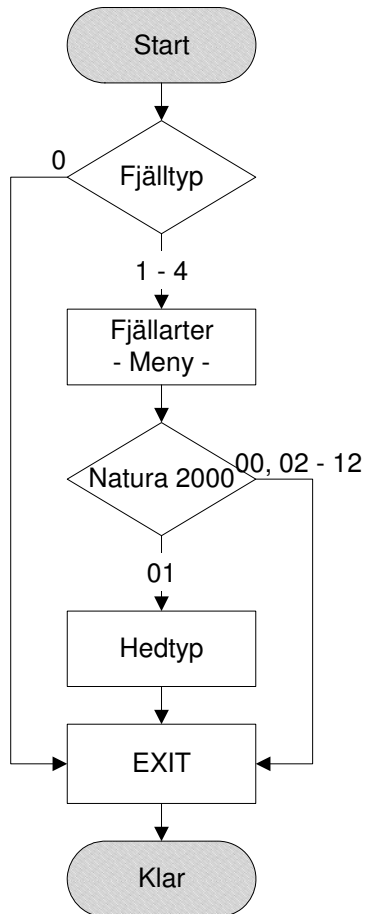 Start
0
Fjälltyp
1 - 4
Fjällarter
- Meny -
Natura 2000
00, 02 - 12
01
Hedtyp
EXIT
Klar